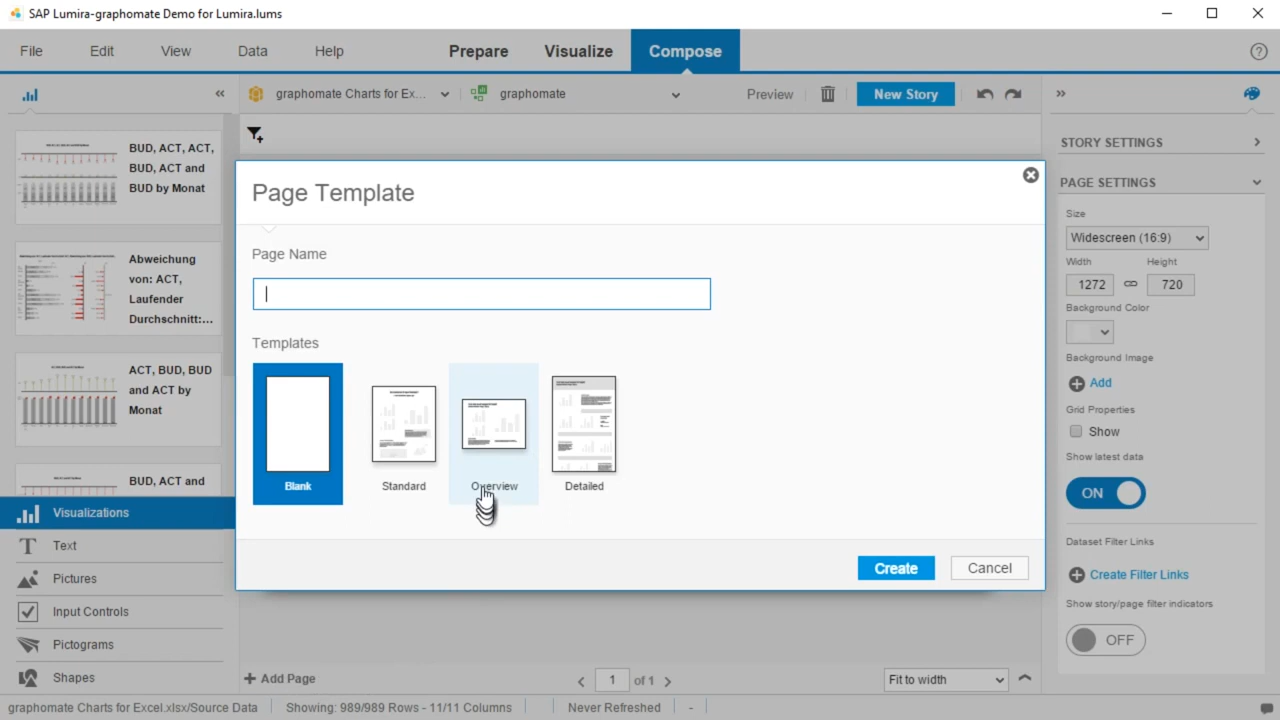 SAP Lumira-graphomate Demo for Lumira.lums
File Edit View Data Help Prepare Visualize Compose
graphomate Charts for Ex... graphomate Preview New Story
BUD, ACT, ACT,
BUD, ACT and
BUD by Monat
Abweichung
von: ACT,
Laufender
Durchschnitt:...
ACT, BUD, BUD
and ACT by
Monat
BUD, ACT and
Visualizations
Text
Pictures
Input Controls
Pictograms
Shapes
Page Template
Page Name
Templates
Blank Standard Overview Detailed
Create Cancel
Add Page 1 of 1 Fit to width
STORY SETTINGS
PAGE SETTINGS
Size
Widescreen (16:9)
Width Height
1272 720
Background Color
Background Image
Add
Grid Properties
Show
Show latest data
ON
Dataset Filter Links
Create Filter Links
Show story/page filter indicators
OFF
graphomate Charts for Excel.xlsx/Source Data Showing: 989/989 Rows - 11/11 Columns Never Refreshed -